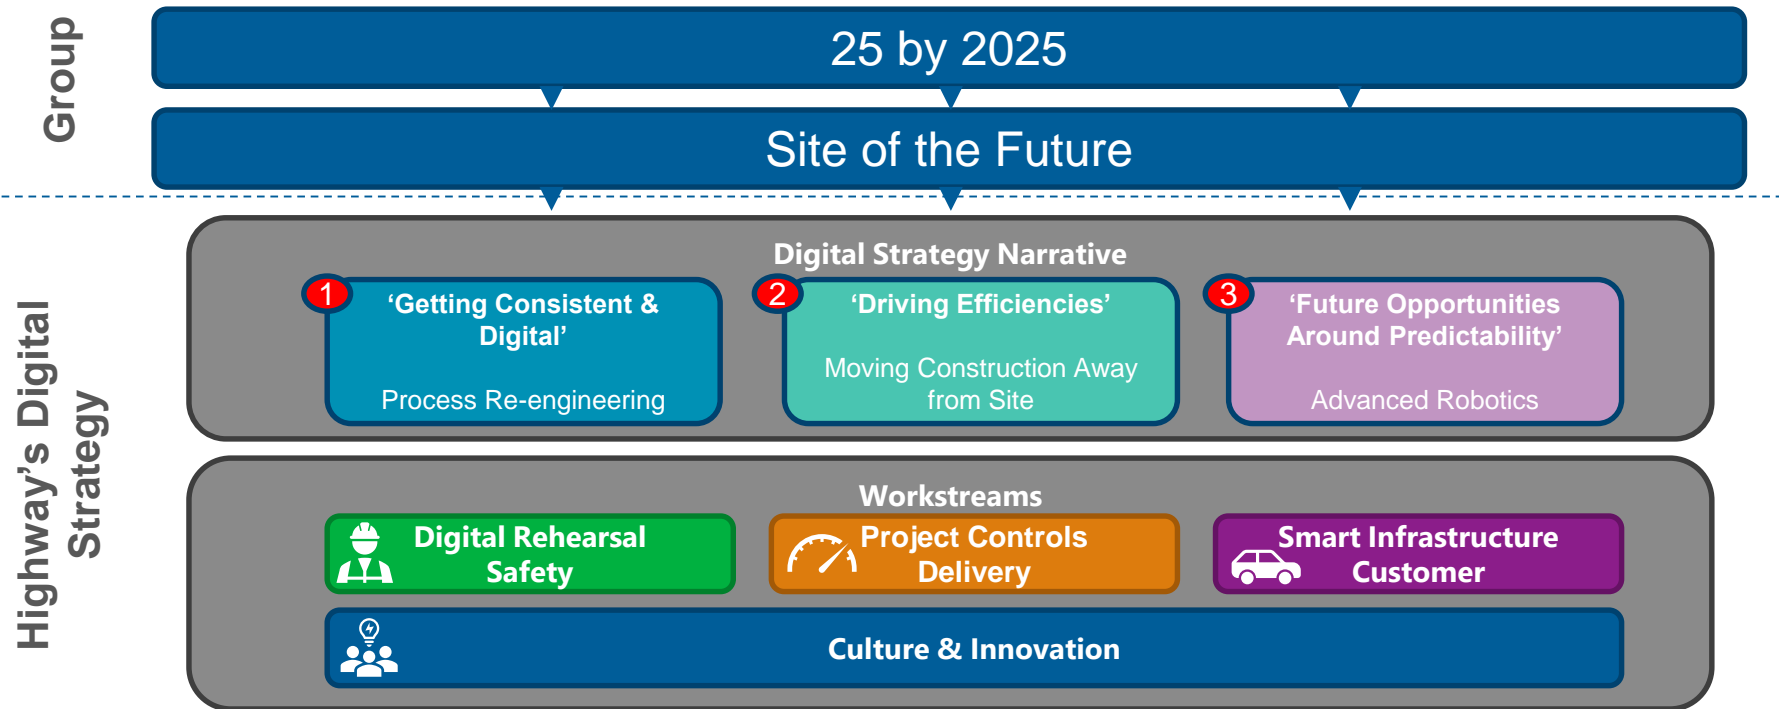 Group
25 by 2025
Site of the Future
Highway’s Digital
Strategy
Digital Strategy Narrative
1
‘Getting Consistent &
Digital’
Process Re-engineering
2
‘Driving Efficiencies’
Moving Construction Away
from Site
3
‘Future Opportunities
Around Predictability’
Advanced Robotics
Workstreams
Digital Rehearsal
Safety
Project Controls
Delivery
Smart Infrastructure
Customer
Culture & Innovation